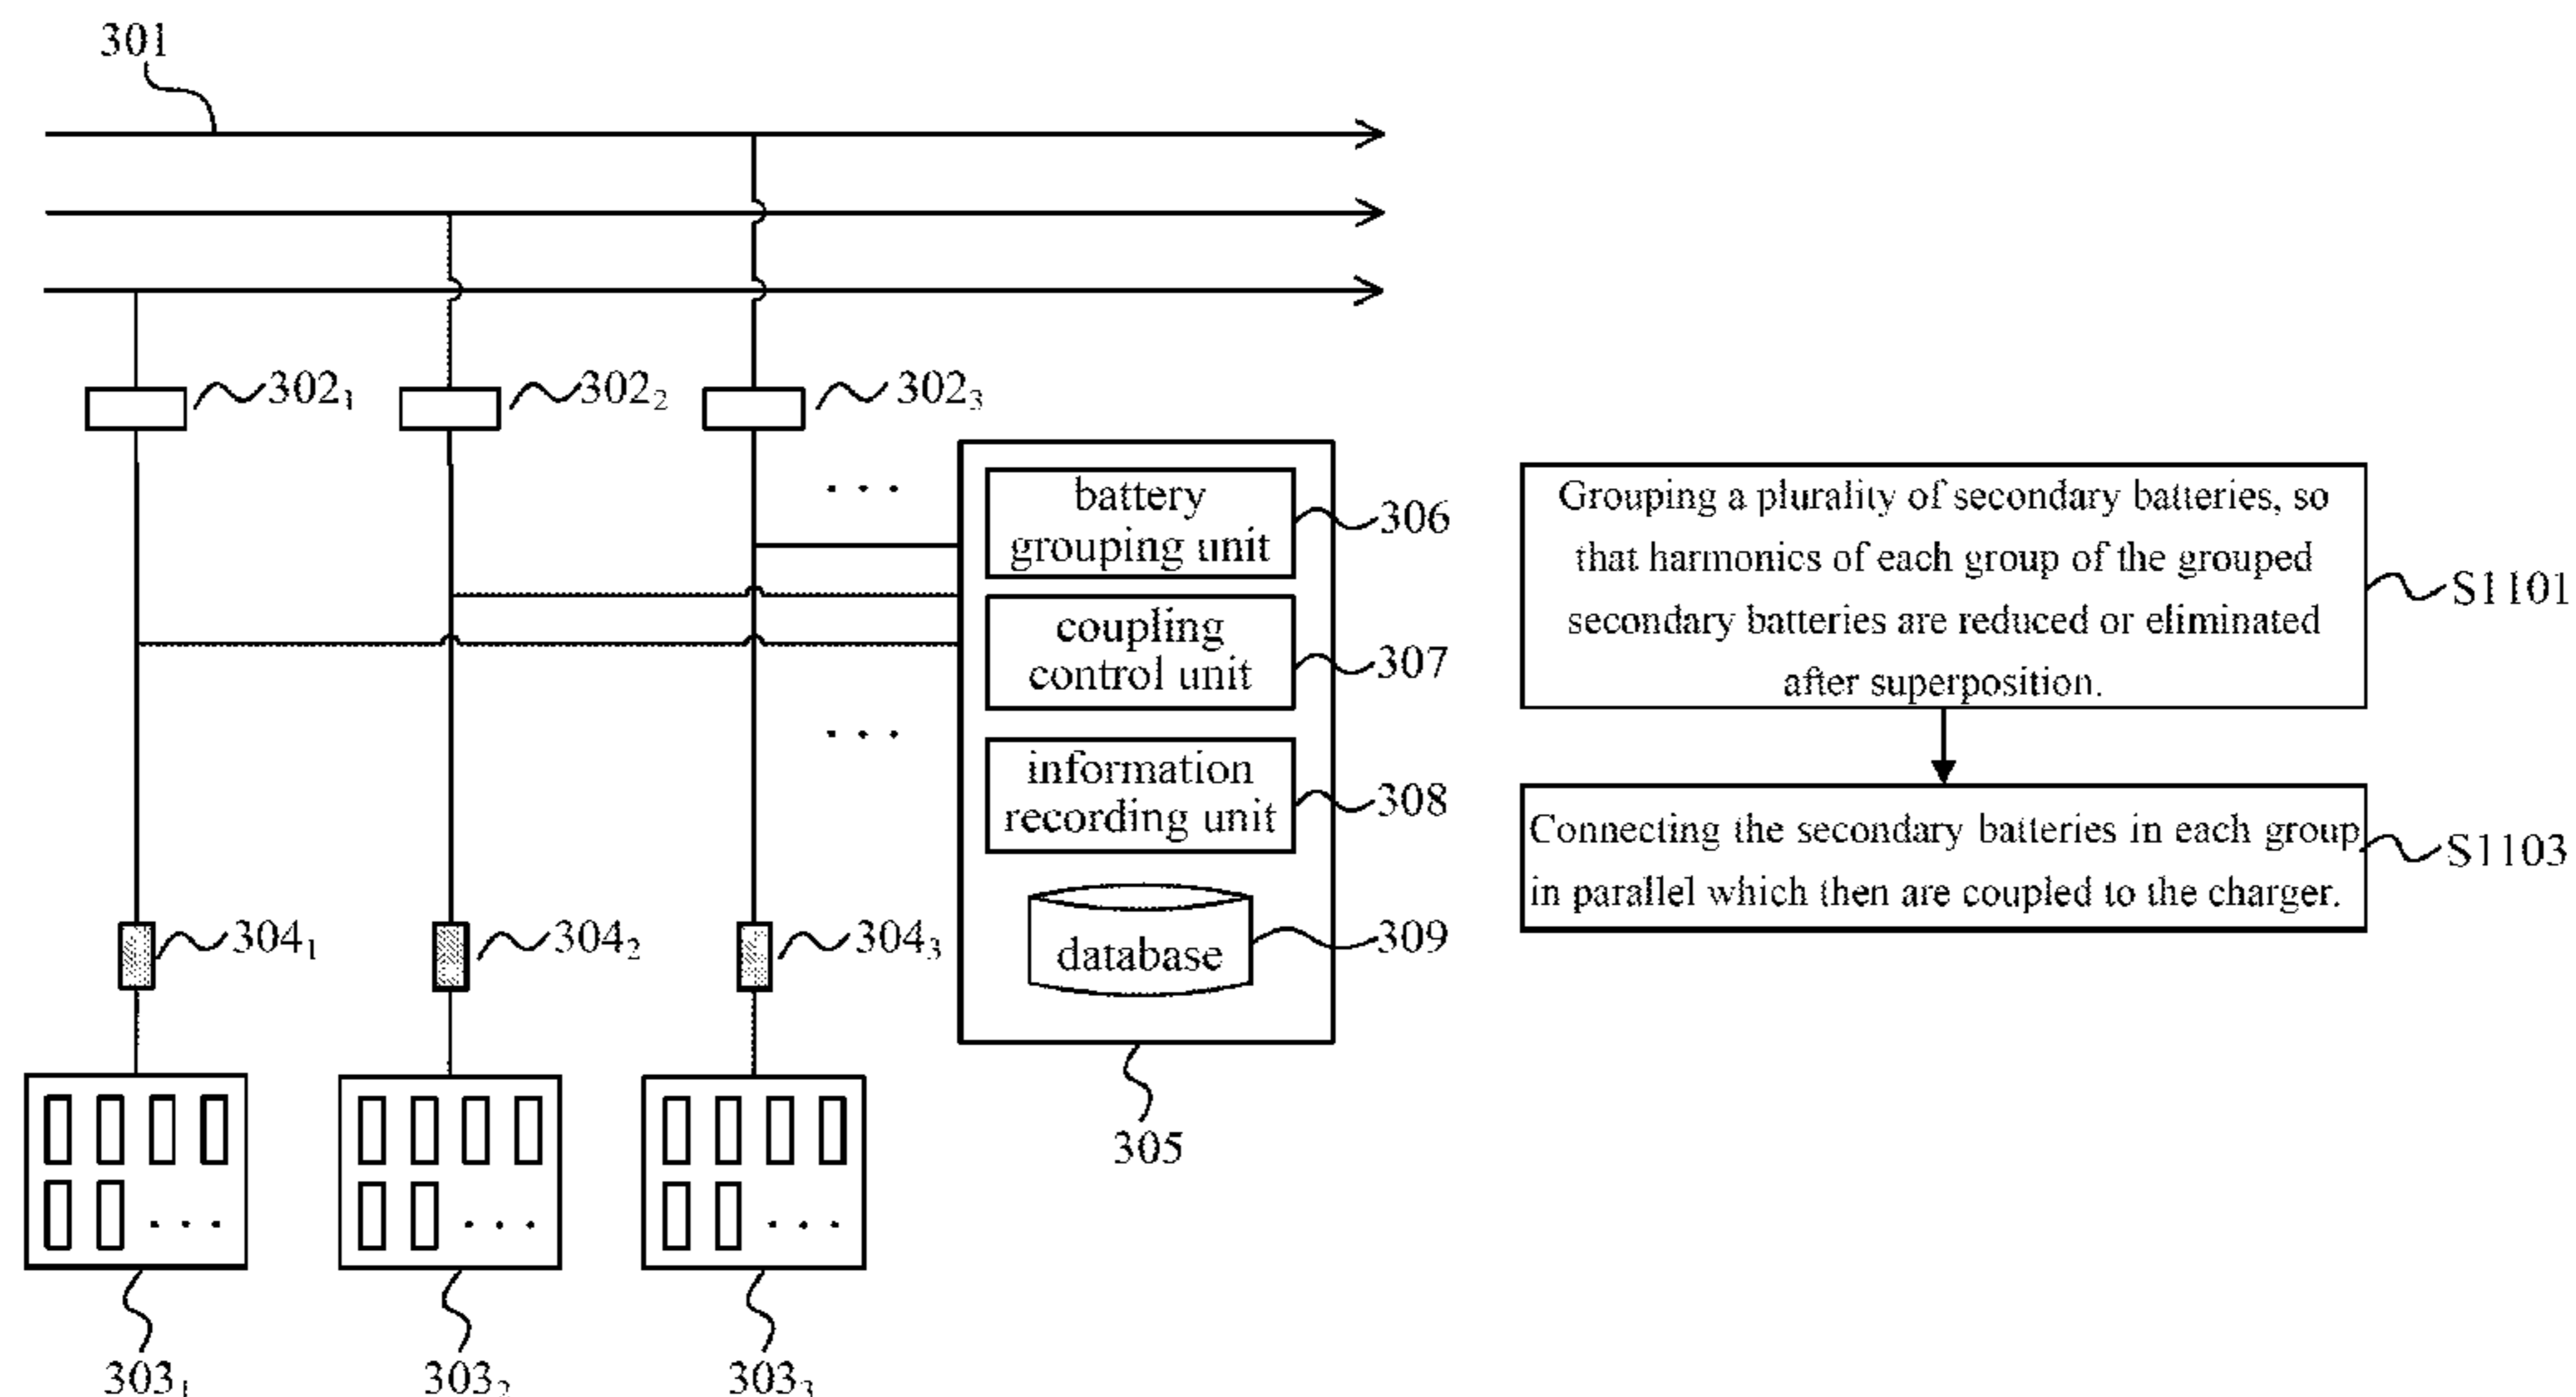 301
302₁
302₂
302₃
. . .
battery
grouping unit
306
coupling
control unit
307
. . .
information
recording unit
308
database
309
304₁
304₂
304₃
305
. . .
. . .
. . .
303₁
303₂
303₃
Grouping a plurality of secondary batteries, so
that harmonics of each group of the grouped
secondary batteries are reduced or eliminated
after superposition.
S1101
Connecting the secondary batteries in each group
in parallel which then are coupled to the charger.
S1103